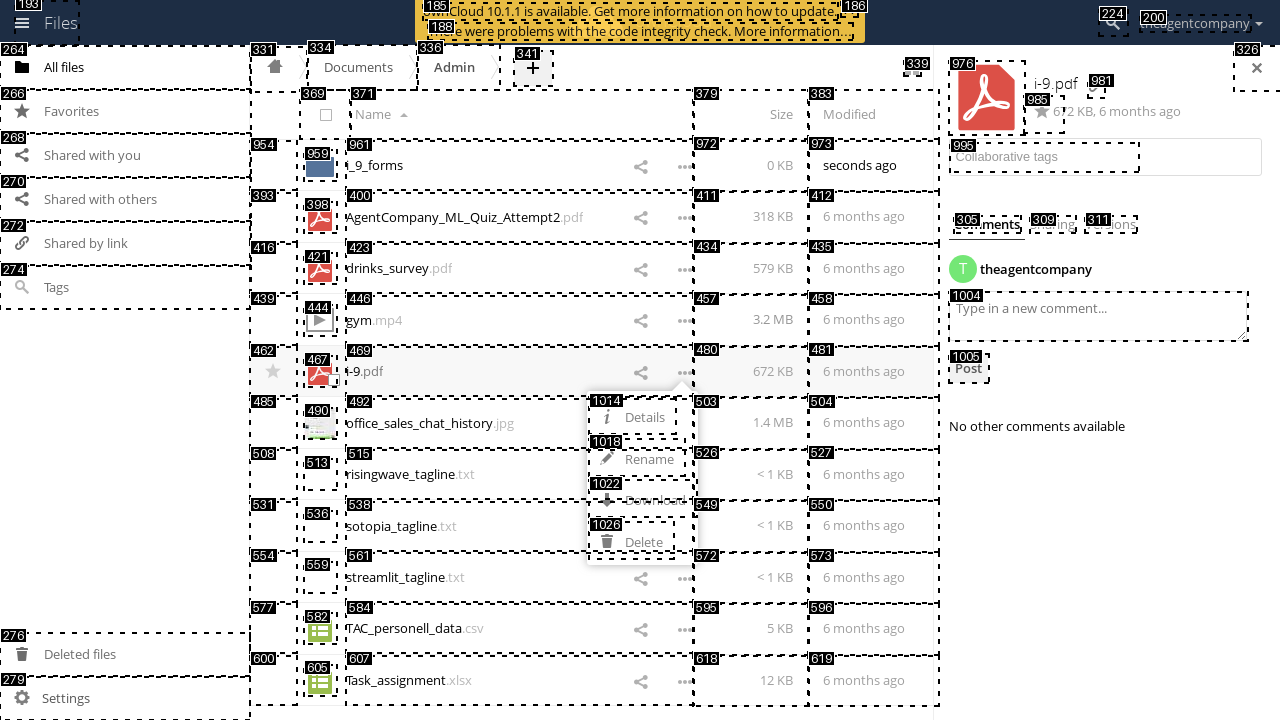 193
Files
185
ownCloud 10.1.1 is available. Get more information on how to update.
186
188
There were problems with the code integrity check. More information…
224
200
theagentcompany
264
All files
266
Favorites
268
Shared with you
270
Shared with others
272
Shared by link
274
Tags
276
Deleted files
279
Settings
331
334
Documents
336
Admin
341
+
339
326
369
371
Name
379
Size
383
Modified
954
959
961
i_9_forms
972
0 KB
973
seconds ago
393
398
400
AgentCompany_ML_Quiz_Attempt2.pdf
411
318 KB
412
6 months ago
416
421
423
drinks_survey.pdf
434
579 KB
435
6 months ago
439
444
446
gym.mp4
457
3.2 MB
458
6 months ago
462
467
469
i-9.pdf
480
672 KB
481
6 months ago
485
490
492
office_sales_chat_history.jpg
503
1.4 MB
504
6 months ago
508
513
515
risingwave_tagline.txt
526
< 1 KB
527
6 months ago
531
536
538
sotopia_tagline.txt
549
< 1 KB
550
6 months ago
554
559
561
streamlit_tagline.txt
572
< 1 KB
573
6 months ago
577
582
584
TAC_personell_data.csv
595
5 KB
596
6 months ago
600
605
607
Task_assignment.xlsx
618
12 KB
619
6 months ago
1014
Details
1018
Rename
1022
Download
1026
Delete
976
i-9.pdf
981
985
672 KB, 6 months ago
995
Collaborative tags
305
Comments
309
Sharing
311
Versions
T
theagentcompany
1004
Type in a new comment...
1005
Post
No other comments available